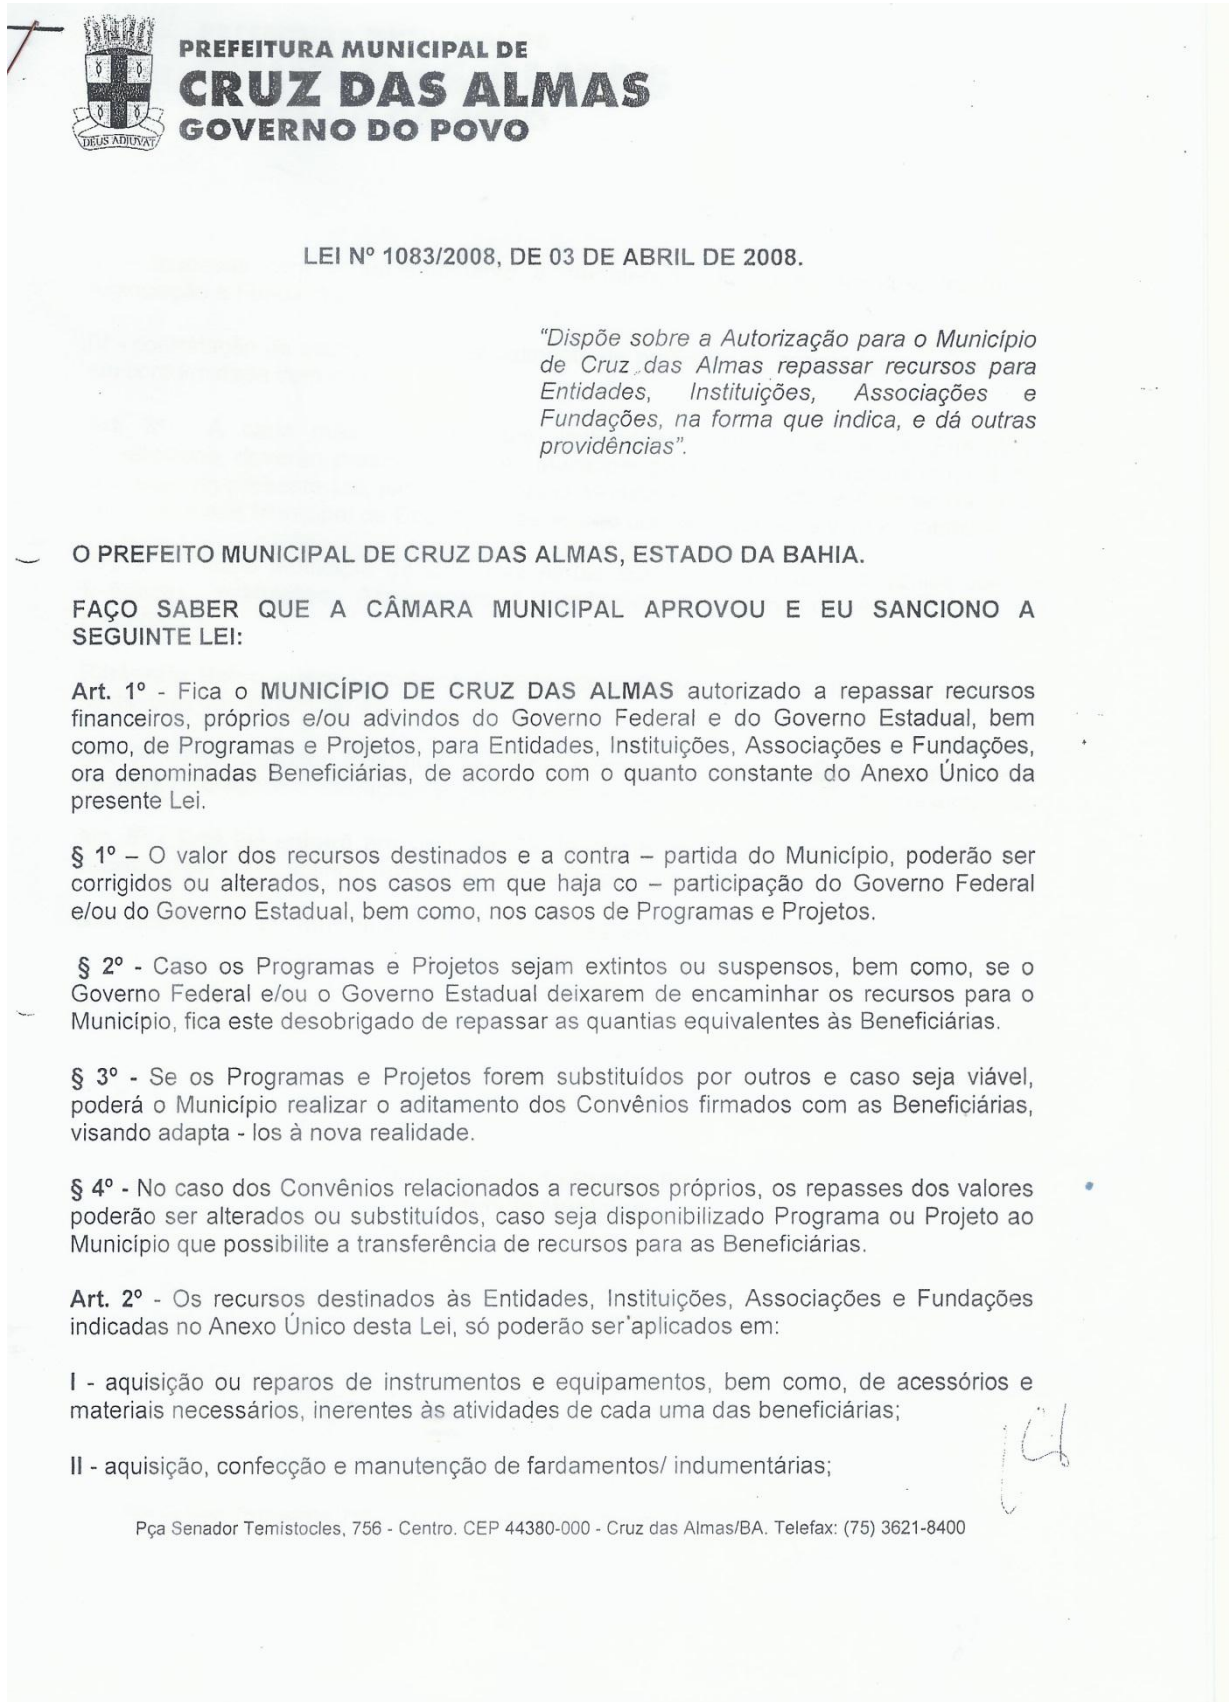 PREFEITURA MUNICIPAL DE
CRUZ DAS ALMAS
GOVERNO DO POVO
DEUS ADJUVAT
LEI Nº 1083/2008, DE 03 DE ABRIL DE 2008.
“Dispõe sobre a Autorização para o Município
de Cruz das Almas repassar recursos para
Entidades, Instituições, Associações e
Fundações, na forma que indica, e dá outras
providências”.
O PREFEITO MUNICIPAL DE CRUZ DAS ALMAS, ESTADO DA BAHIA.
FAÇO SABER QUE A CÂMARA MUNICIPAL APROVOU E EU SANCIONO A
SEGUINTE LEI:
Art. 1º - Fica o MUNICÍPIO DE CRUZ DAS ALMAS autorizado a repassar recursos
financeiros, próprios e/ou advindos do Governo Federal e do Governo Estadual, bem
como, de Programas e Projetos, para Entidades, Instituições, Associações e Fundações,
ora denominadas Beneficiárias, de acordo com o quanto constante do Anexo Único da
presente Lei.
§ 1º – O valor dos recursos destinados e a contra – partida do Município, poderão ser
corrigidos ou alterados, nos casos em que haja co – participação do Governo Federal
e/ou do Governo Estadual, bem como, nos casos de Programas e Projetos.
§ 2º - Caso os Programas e Projetos sejam extintos ou suspensos, bem como, se o
Governo Federal e/ou o Governo Estadual deixarem de encaminhar os recursos para o
Município, fica este desobrigado de repassar as quantias equivalentes às Beneficiárias.
§ 3º - Se os Programas e Projetos forem substituídos por outros e caso seja viável,
poderá o Município realizar o aditamento dos Convênios firmados com as Beneficiárias,
visando adapta - los à nova realidade.
§ 4º - No caso dos Convênios relacionados a recursos próprios, os repasses dos valores
poderão ser alterados ou substituídos, caso seja disponibilizado Programa ou Projeto ao
Município que possibilite a transferência de recursos para as Beneficiárias.
Art. 2º - Os recursos destinados às Entidades, Instituições, Associações e Fundações
indicadas no Anexo Único desta Lei, só poderão ser aplicados em:
I - aquisição ou reparos de instrumentos e equipamentos, bem como, de acessórios e
materiais necessários, inerentes às atividades de cada uma das beneficiárias;
II - aquisição, confecção e manutenção de fardamentos/ indumentárias;
Pça Senador Temistocles, 756 - Centro. CEP 44380-000 - Cruz das Almas/BA. Telefax: (75) 3621-8400